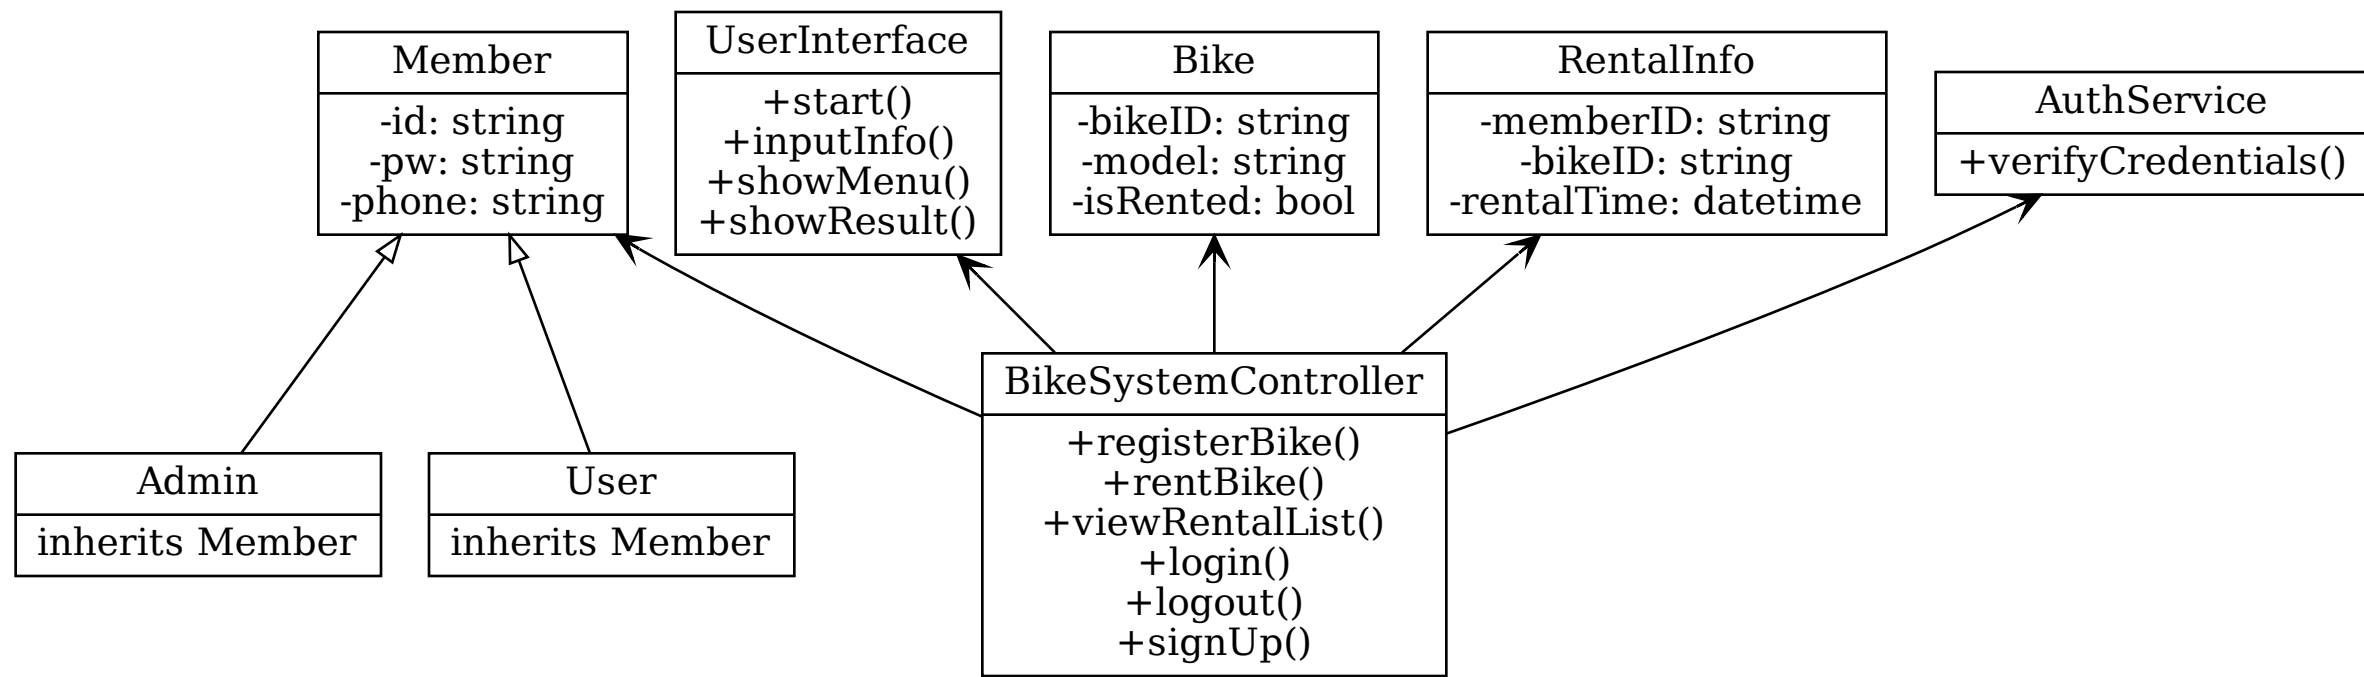 Member
-id: string
-pw: string
-phone: string
UserInterface
+start()
+inputInfo()
+showMenu()
+showResult()
Bike
-bikeID: string
-model: string
-isRented: bool
RentalInfo
-memberID: string
-bikeID: string
-rentalTime: datetime
AuthService
+verifyCredentials()
Admin
inherits Member
User
inherits Member
BikeSystemController
+registerBike()
+rentBike()
+viewRentalList()
+login()
+logout()
+signUp()